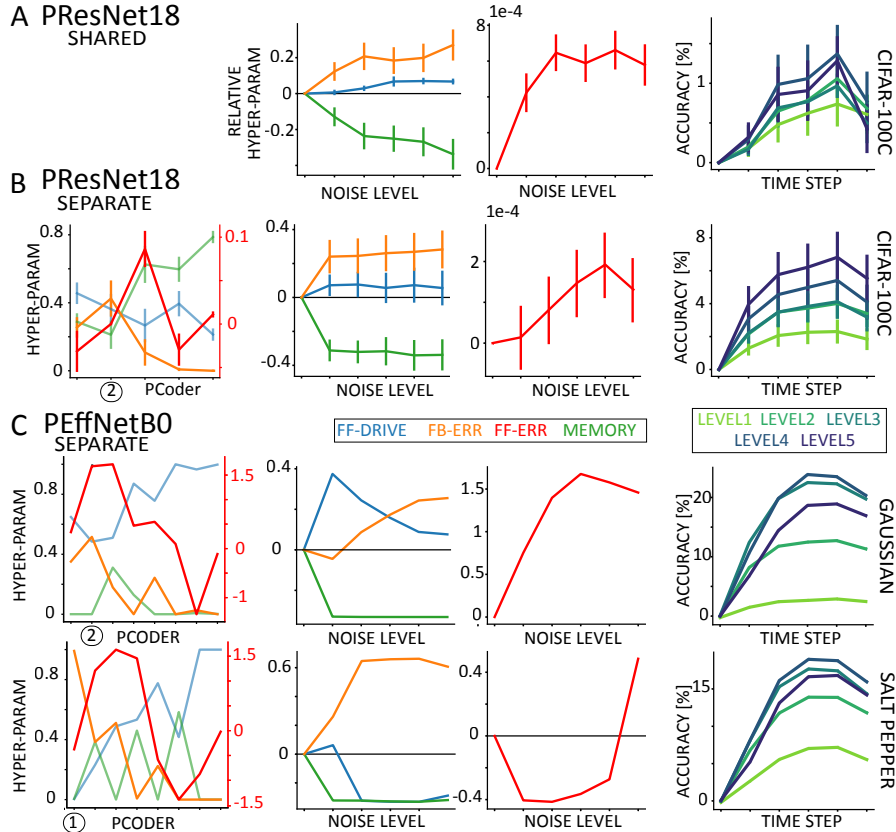 A PResNet18
SHARED
RELATIVE
HYPER-PARAM
0.2
0
-0.2
NOISE LEVEL
8 1e-4
4
0
NOISE LEVEL
ACCURACY [%]
1
0
TIME STEP
CIFAR-100C
B PResNet18
SEPARATE
HYPER-PARAM
0.8
0.4
0
0.1
0
② PCoder
0.4
0
-0.4
NOISE LEVEL
1e-4
2
0
NOISE LEVEL
ACCURACY [%]
8
4
0
TIME STEP
CIFAR-100C
C PEffNetB0
SEPARATE
FF-DRIVE FB-ERR FF-ERR MEMORY
LEVEL1 LEVEL2 LEVEL3
LEVEL4 LEVEL5
HYPER-PARAM
0.8
0.4
0
1.5
1
0
-1
② PCODER
0.4
0
NOISE LEVEL
1.5
1
0
NOISE LEVEL
ACCURACY [%]
20
10
0
TIME STEP
GAUSSIAN
HYPER-PARAM
0.8
0.4
0
1.5
0
-1.5
① PCODER
0.6
0
NOISE LEVEL
0
-0.4
NOISE LEVEL
ACCURACY [%]
15
0
TIME STEP
SALT PEPPER